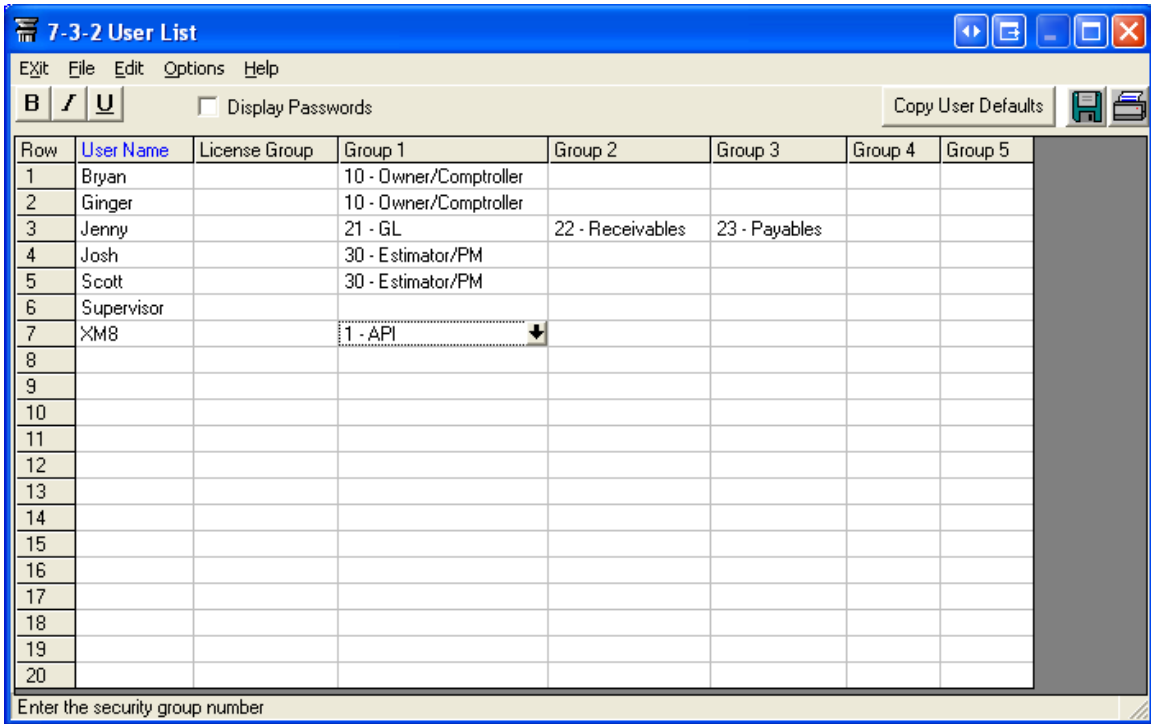 7-3-2 User List
EXit File Edit Options Help
B I U Display Passwords Copy User Defaults
Row User Name License Group Group 1 Group 2 Group 3 Group 4 Group 5
1 Bryan 10 - Owner/Comptroller
2 Ginger 10 - Owner/Comptroller
3 Jenny 21 - GL 22 - Receivables 23 - Payables
4 Josh 30 - Estimator/PM
5 Scott 30 - Estimator/PM
6 Supervisor
7 XM8 1 - API
8
9
10
11
12
13
14
15
16
17
18
19
20
Enter the security group number